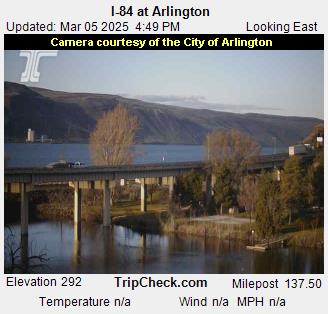 I-84 at Arlington
Updated: Mar 05 2025 4:49 PM Looking East
Camera courtesy of the City of Arlington
Elevation 292 TripCheck.com Milepost 137.50
Temperature n/a Wind n/a MPH n/a